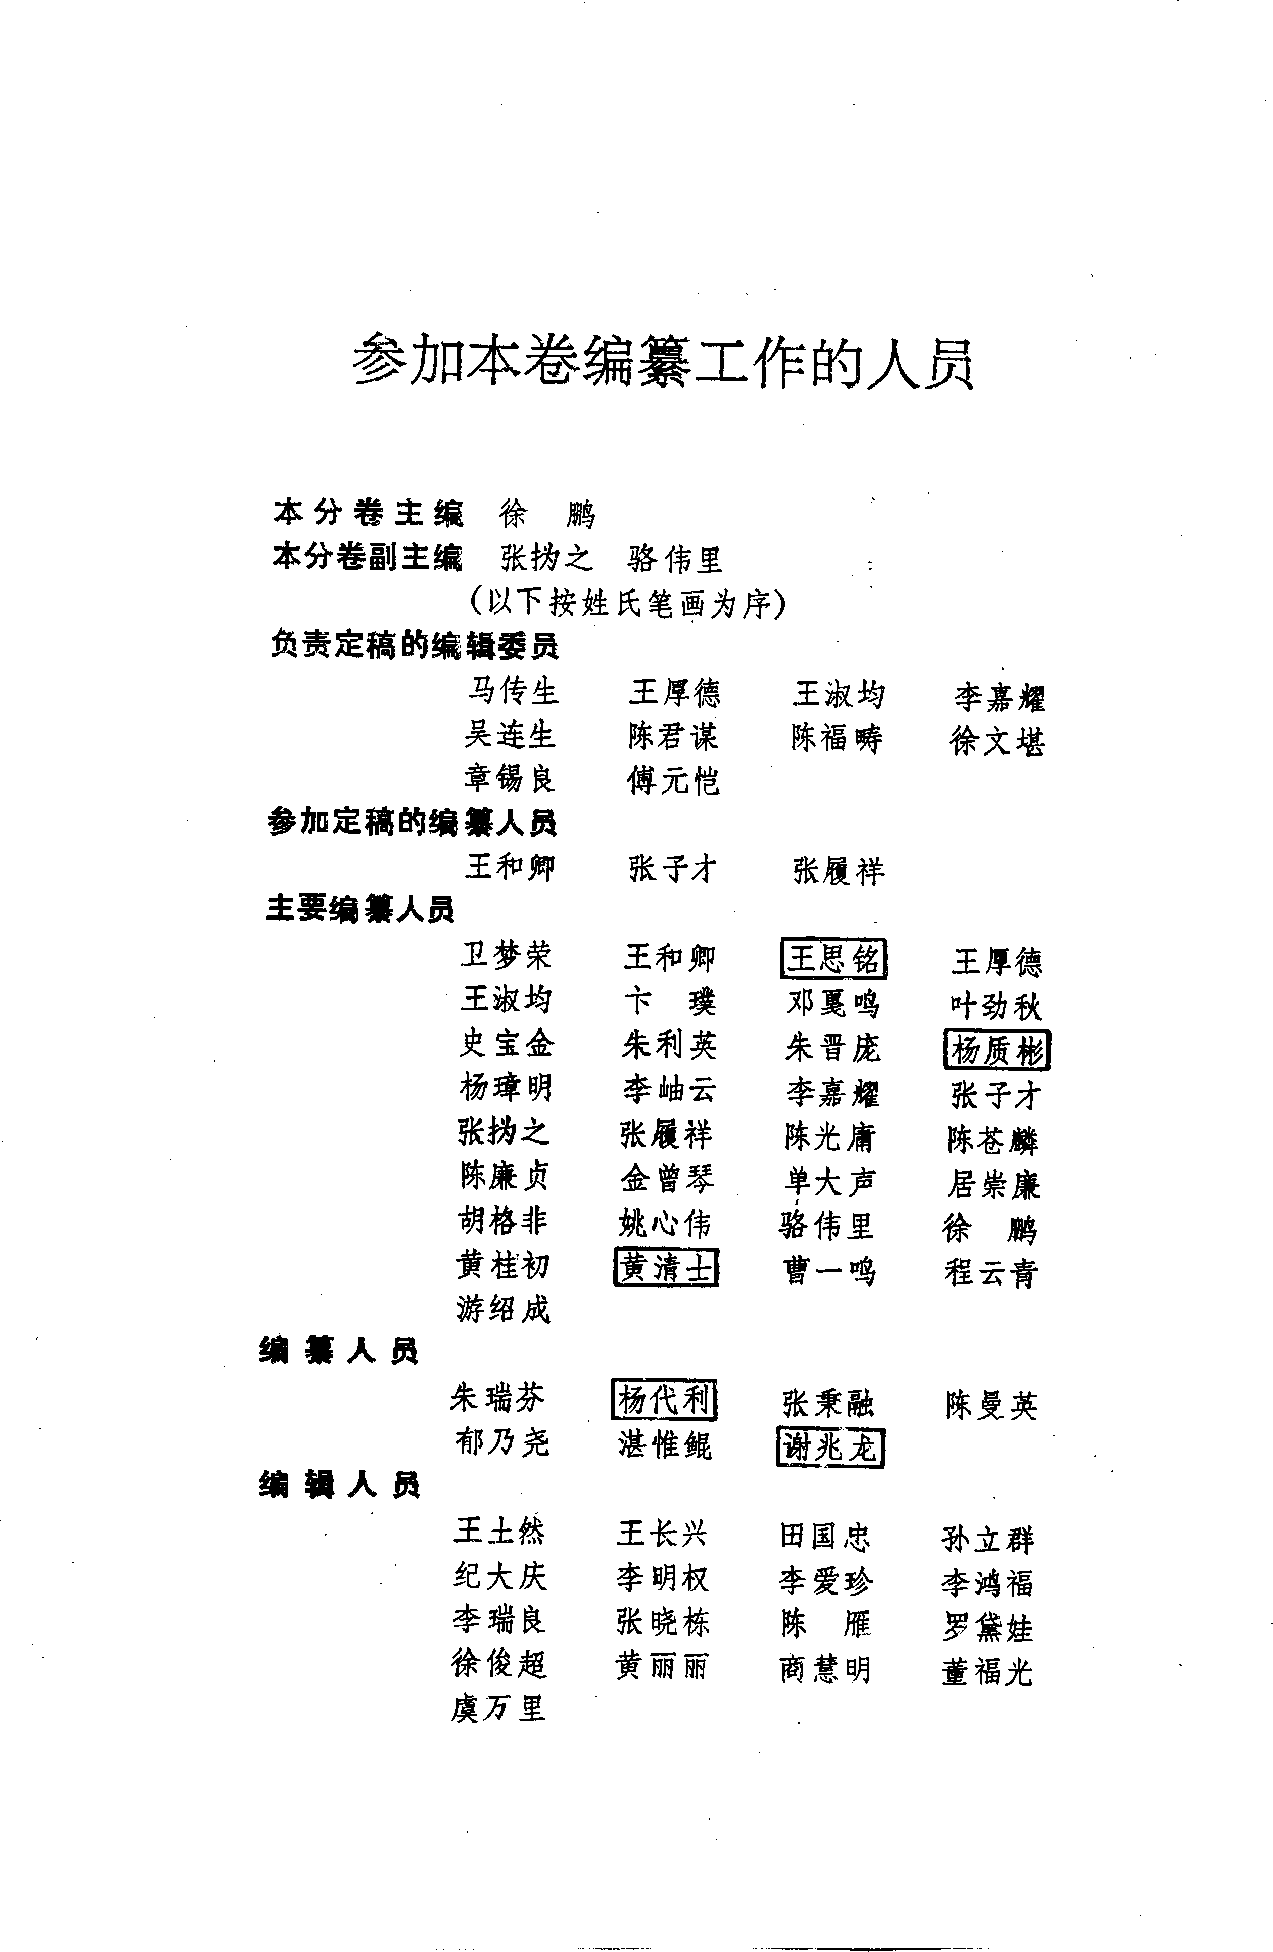 参加本卷编纂工作的人员
本分卷主编 徐 鹏
本分卷副主编 张㧑之 骆伟里
(以下按姓氏笔画为序)
负责定稿的编辑委员
马传生 王厚德 王淑均 李嘉耀
吴连生 陈君谋 陈福畴 徐文堪
章锡良 傅元恺
参加定稿的编纂人员
王和卿 张子才 张履祥
主要编纂人员
卫梦荣 王和卿 王思铭 王厚德
王淑均 卞 璞 邓戛鸣 叶劲秋
史宝金 朱利英 朱晋庞 杨质彬
杨璋明 李岫云 李嘉耀 张子才
张㧑之 张履祥 陈光庸 陈苍麟
陈廉贞 金曾琴 单大声 居崇廉
胡格非 姚心伟 骆伟里 徐 鹏
黄桂初 黄清士 曹一鸣 程云青
游绍成
编纂人员
朱瑞芬 杨代利 张秉融 陈曼英
郁乃尧 湛惟鲲 谢兆龙
编辑人员
王土然 王长兴 田国忠 孙立群
纪大庆 李明权 李爱珍 李鸿福
李瑞良 张晓栋 陈 雁 罗黛娃
徐俊超 黄丽丽 商慧明 董福光
虞万里